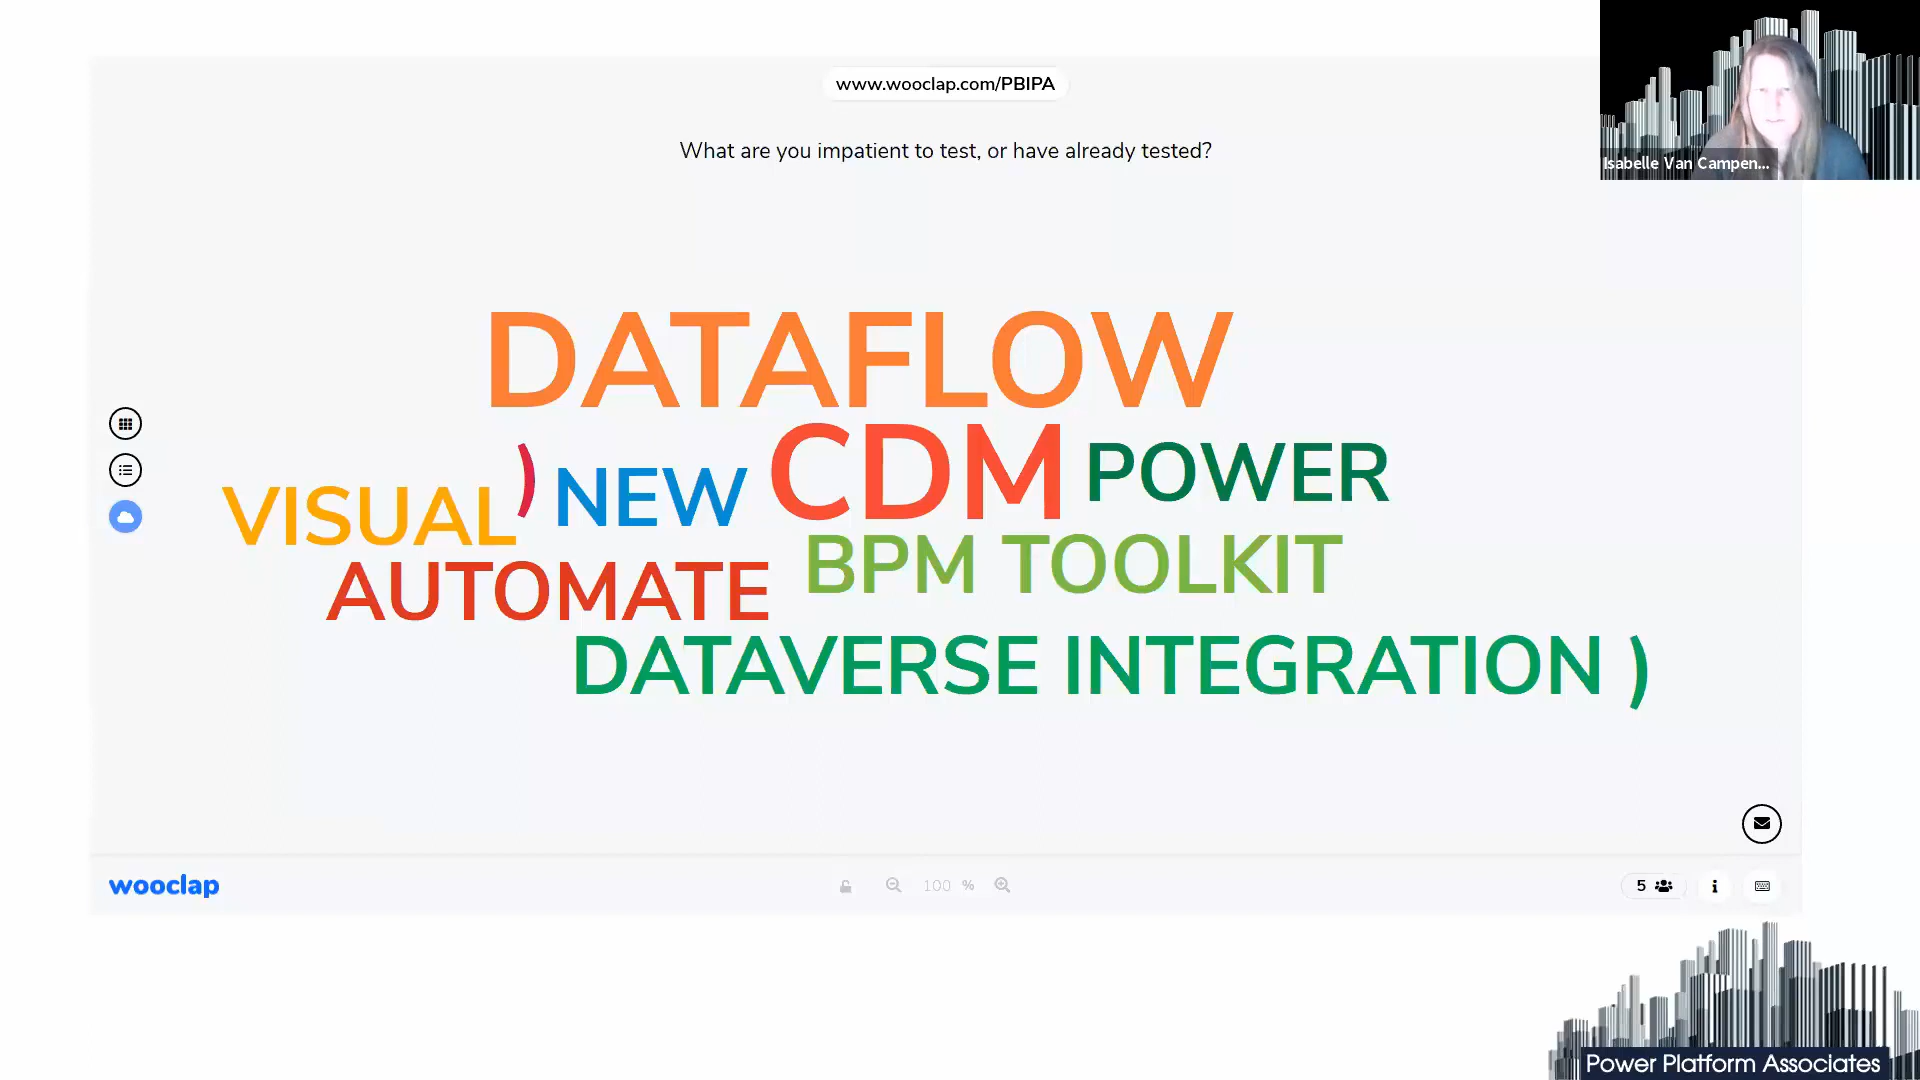 www.wooclap.com/PBIPA
Isabelle Van Campen...
What are you impatient to test, or have already tested?
DATAFLOW
CDM
POWER
) NEW
VISUAL
BPM TOOLKIT
AUTOMATE
DATAVERSE INTEGRATION )
wooclap
100 %
5
i
Power Platform Associates